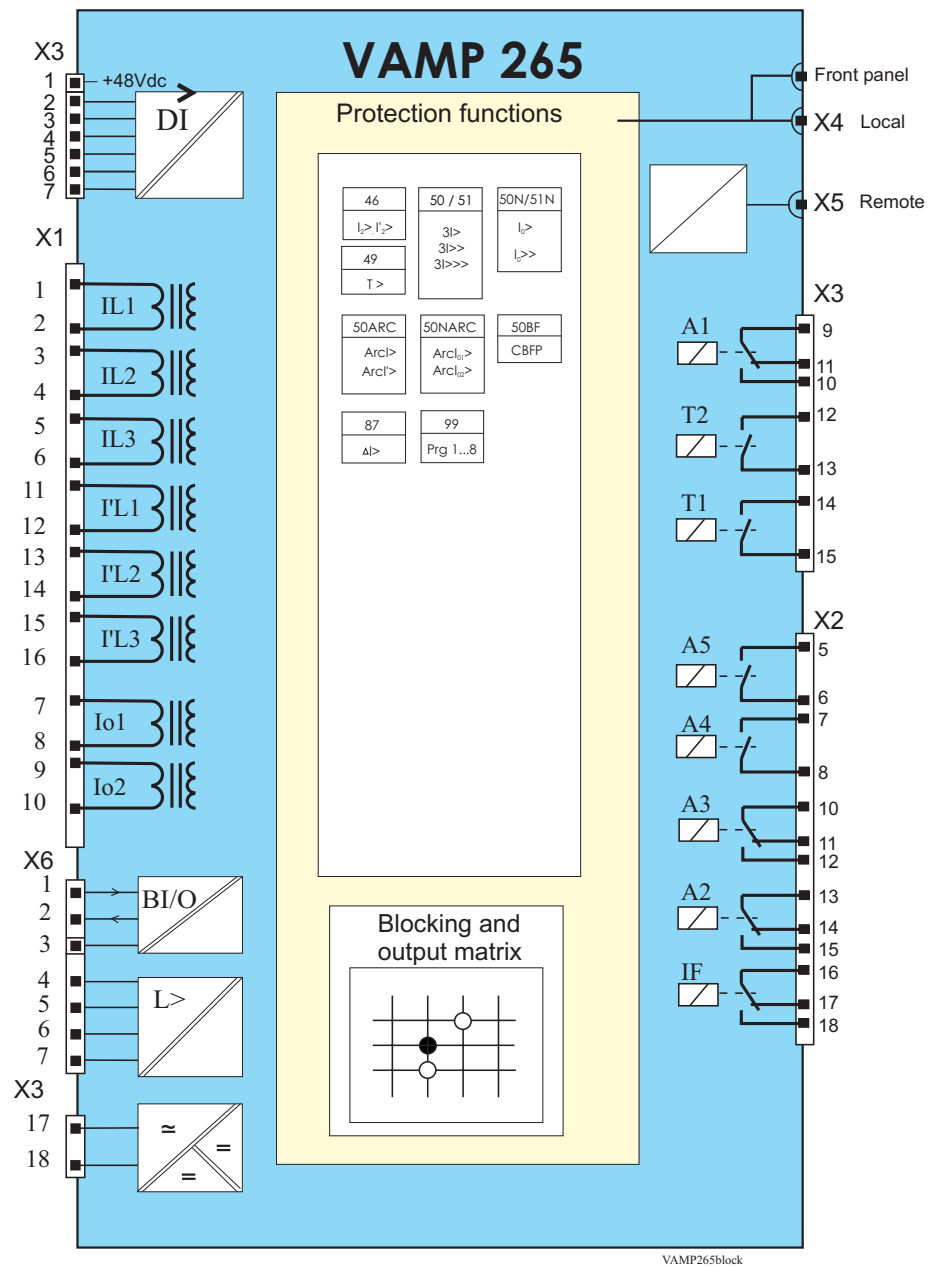 VAMP 265
X3
1
+48Vdc
2
3
4
5
6
7
DI
X1
1
2
IL1
3
4
IL2
5
6
IL3
11
12
I'L1
13
14
I'L2
15
16
I'L3
7
8
Io1
9
10
Io2
X6
1
2
3
BI/O
4
5
6
7
L>
X3
17
18
≃
=
=
Protection functions
46
I₂>, I'₂>
49
T >
50 / 51
3I>
3I>>
3I>>>
50N/51N
I₀>
I₀>>
50ARC
ArcI>
ArcI'>
50NARC
ArcI₀₁>
ArcI₀₂>
50BF
CBFP
87
ΔI>
99
Prg 1...8
Blocking and
output matrix
Front panel
X4 Local
X5 Remote
X3
A1
9
11
10
T2
12
13
T1
14
15
X2
A5
5
6
A4
7
8
A3
10
11
12
A2
13
14
15
IF
16
17
18
VAMP265block